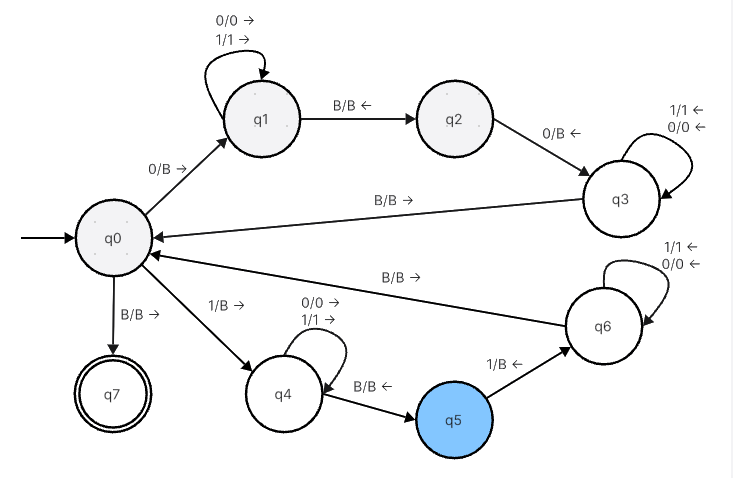 0/0 →
1/1 →
q1
B/B ←
q2
1/1 ←
0/0 ←
0/B ←
0/B →
q3
B/B →
q0
1/1 ←
0/0 ←
B/B →
q6
B/B →
1/B →
0/0 →
1/1 →
1/B ←
q7
q4
B/B ←
q5